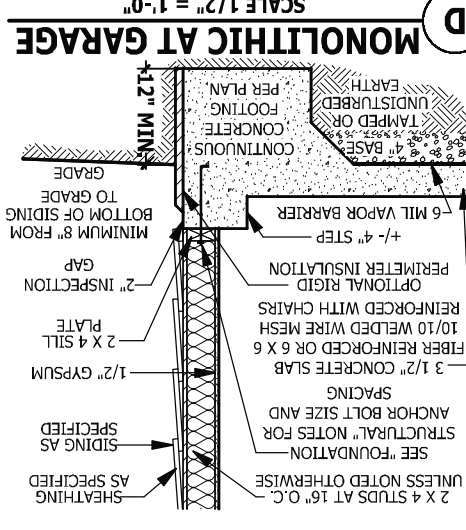 2 X 4 STUDS AT 16" O.C.
UNLESS NOTED OTHERWISE
SHEATHING
AS SPECIFIED
SEE "FOUNDATION
STRUCTURAL" NOTES FOR
ANCHOR BOLT SIZE AND
SPACING
SIDING AS
SPECIFIED
3 1/2" CONCRETE SLAB
FIBER REINFORCED OR 6 X 6
10/10 WELDED WIRE MESH
REINFORCED WITH CHAIRS
1/2" GYPSUM
2 X 4 SILL
PLATE
OPTIONAL RIGID
PERIMETER INSULATION
2" INSPECTION
GAP
+/- 4" STEP
6 MIL VAPOR BARRIER
MINIMUM 8" FROM
BOTTOM OF SIDING
TO GRADE
GRADE
4" BASE
TAMPED OR
UNDISTURBED
EARTH
CONTINUOUS
CONCRETE
FOOTING
PER PLAN
12" MIN.
D
MONOLITHIC AT GARAGE
SCALE 1/2" = 1'-0"